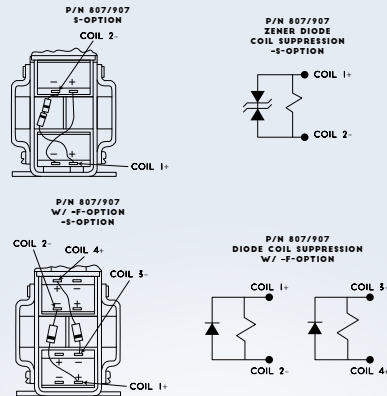 P/N 807/907
S-OPTION
COIL 2-
- +
- +
COIL 1+
P/N 807/907
ZENER DIODE
COIL SUPPRESSION
-S-OPTION
COIL 1+
COIL 2-
P/N 807/907
W/ -F-OPTION
-S-OPTION
COIL 2-
COIL 4+
COIL 3-
- +
+ -
+ -
- +
COIL 1+
P/N 807/907
DIODE COIL SUPPRESSION
W/ -F-OPTION
COIL 1+
COIL 3-
COIL 2-
COIL 4+